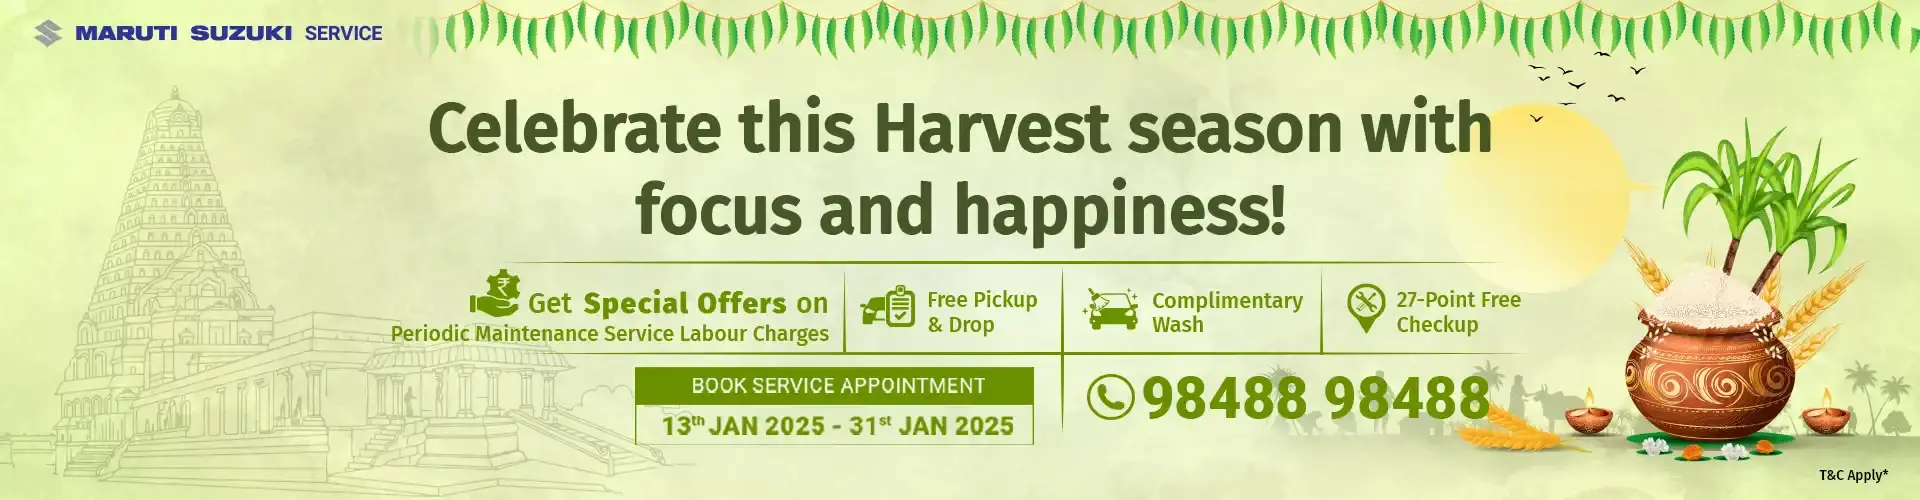 MARUTI SUZUKI SERVICE
Celebrate this Harvest season with
focus and happiness!
Get Special Offers on
Periodic Maintenance Service Labour Charges
Free Pickup
& Drop
Complimentary
Wash
27-Point Free
Checkup
BOOK SERVICE APPOINTMENT
13th JAN 2025 - 31st JAN 2025
98488 98488
T&C Apply*